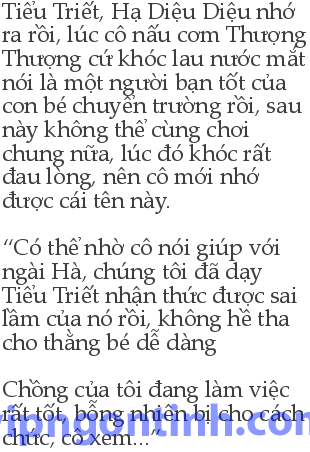 Tiểu Triết, Hạ Diệu Diệu nhớ
ra rồi, lúc cô nấu cơm Thượng
Thượng cứ khóc lau nước mắt
nói là một người bạn tốt của
con bé chuyển trường rồi, sau
này không thể cùng chơi
chung nữa, lúc đó khóc rất
đau lòng, nên cô mới nhớ
được cái tên này.
“Có thể nhờ cô nói giúp với
ngài Hà, chúng tôi đã dạy
Tiểu Triết nhận thức được sai
lầm của nó rồi, không hề tha
cho thằng bé dễ dàng
Chồng của tôi đang làm việc
rất tốt, bỗng nhiên bị cho cách
chức, cô xem...”
vipngontinh.com